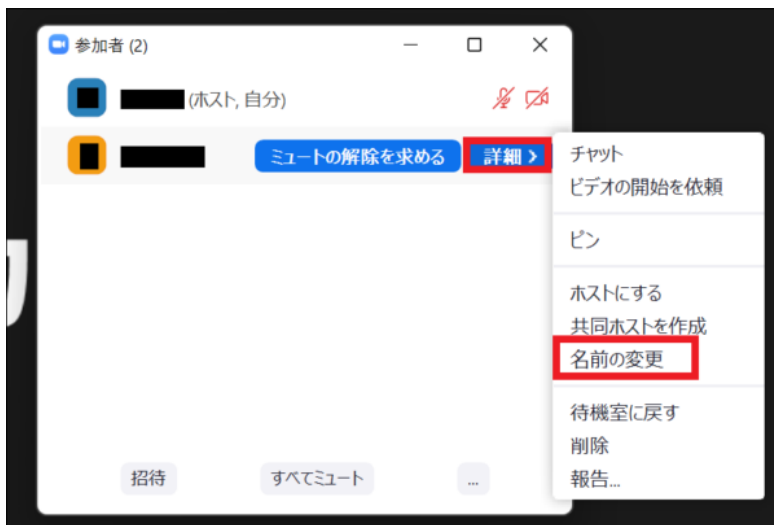 参加者 (2)
(ホスト, 自分)
ミュートの解除を求める
詳細 >
チャット
ビデオの開始を依頼
ピン
ホストにする
共同ホストを作成
名前の変更
待機室に戻す
削除
報告...
招待
すべてミュート
...